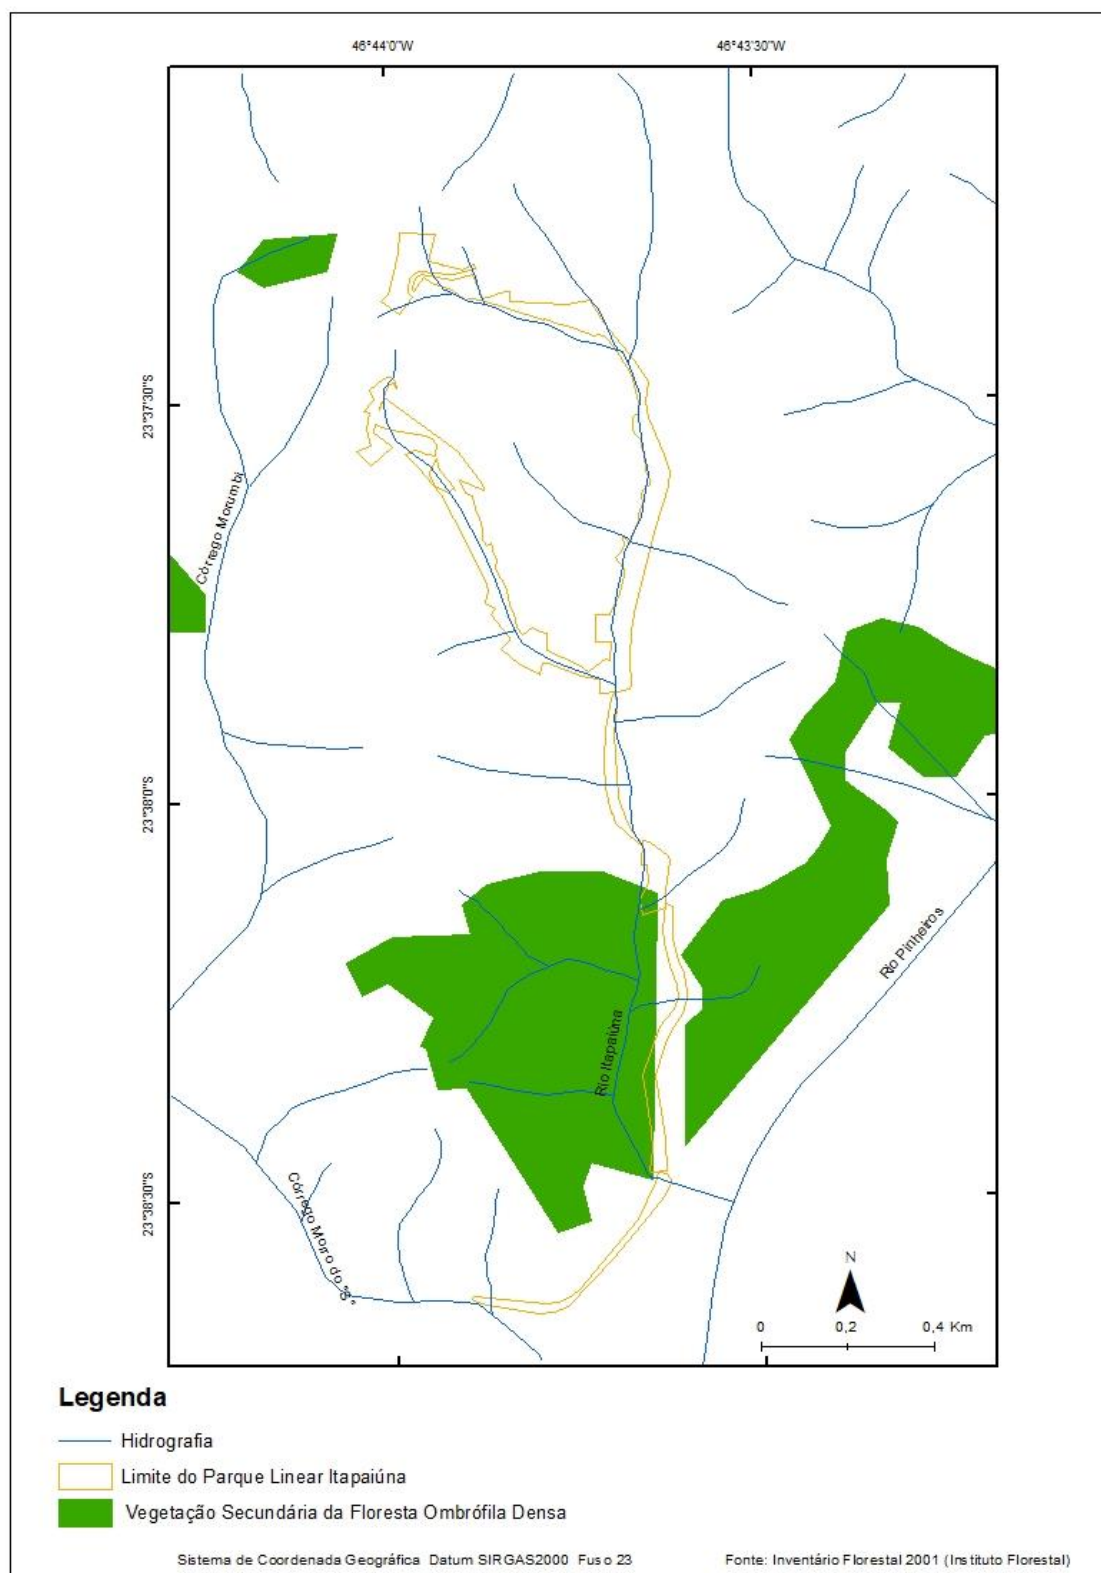 46°44'0"W
46°43'30"W
23°37'30"S
Córrego Morumbi
23°38'0"S
Rio Pinheiros
Rio Itapaiúna
23°38'30"S
Córrego Morro do "S"
N
0 0,2 0,4 Km
Legenda
Hidrografia
Limite do Parque Linear Itapaiúna
Vegetação Secundária da Floresta Ombrófila Densa
Sistema de Coordenada Geográfica Datum SIRGAS2000 Fuso 23
Fonte: Inventário Florestal 2001 (Instituto Florestal)